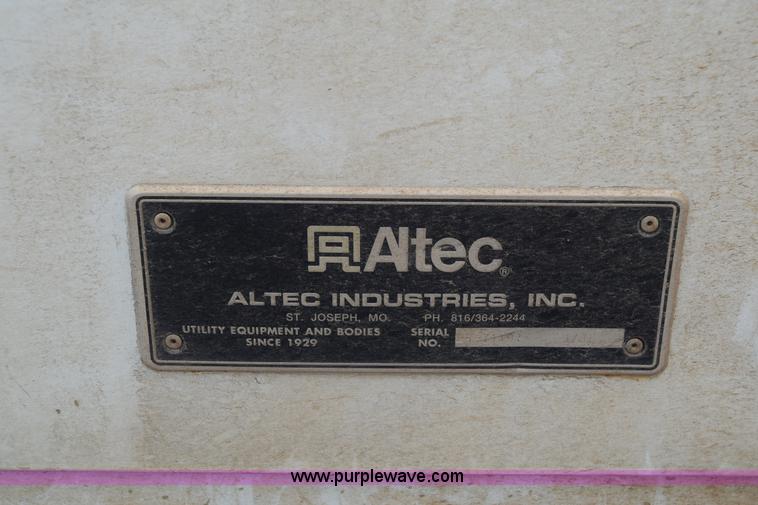 Altec®
ALTEC INDUSTRIES, INC.
ST. JOSEPH, MO. PH. 816/364-2244
UTILITY EQUIPMENT AND BODIES SERIAL
SINCE 1929 NO.
www.purplewave.com